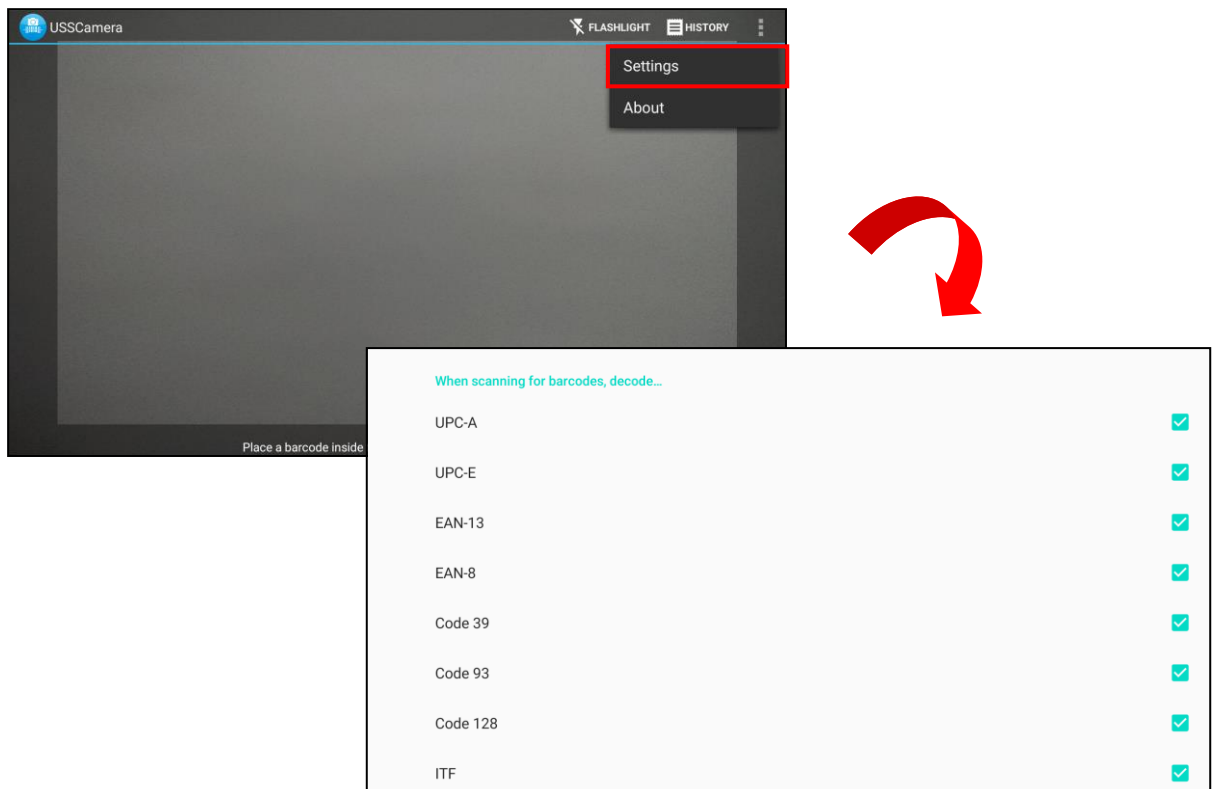 USSCamera
FLASHLIGHT
HISTORY
Settings
About
Place a barcode inside
When scanning for barcodes, decode...
UPC-A
UPC-E
EAN-13
EAN-8
Code 39
Code 93
Code 128
ITF